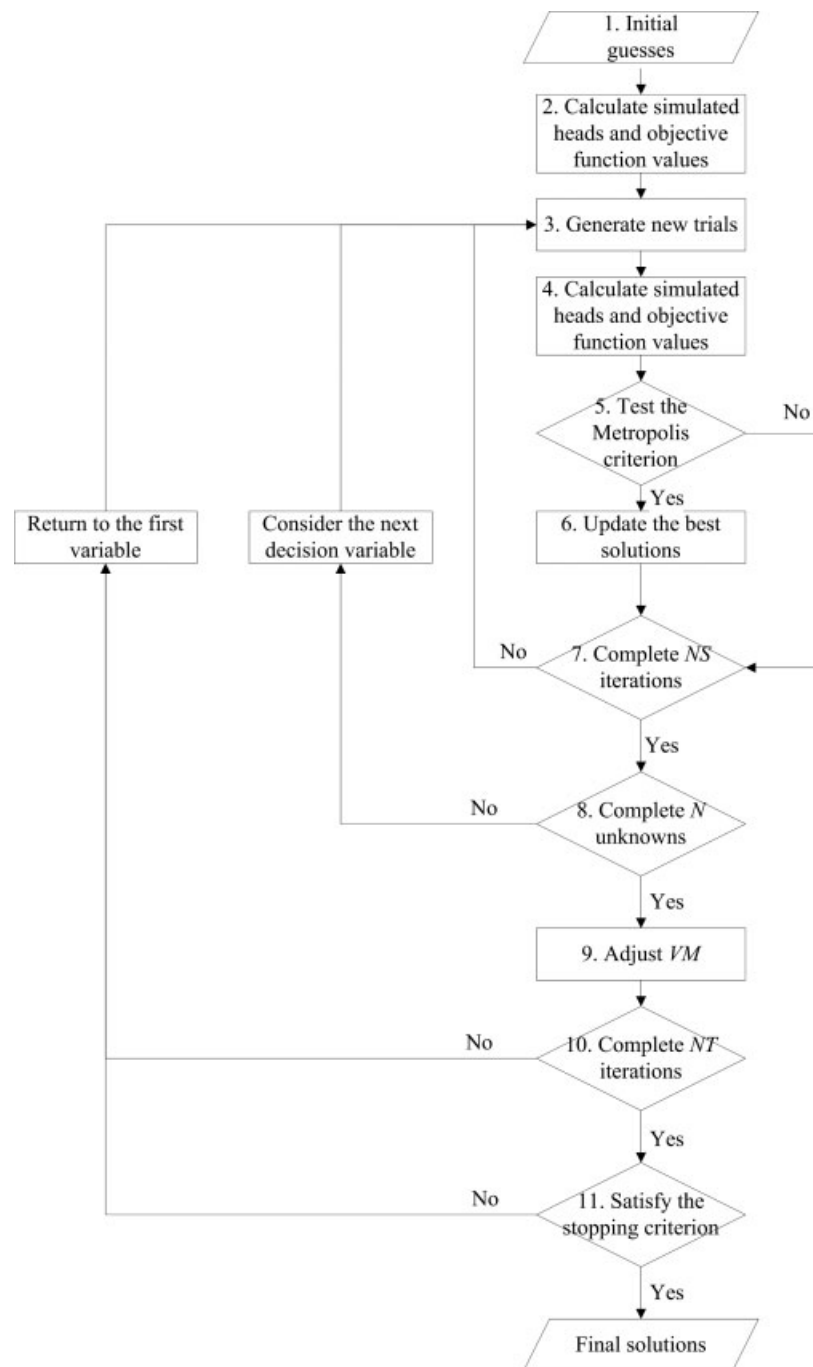 1. Initial
guesses
2. Calculate simulated
heads and objective
function values
3. Generate new trials
4. Calculate simulated
heads and objective
function values
5. Test the
Metropolis
criterion
No
Yes
Return to the first
variable
Consider the next
decision variable
6. Update the best
solutions
No
7. Complete NS
iterations
Yes
No
8. Complete N
unknowns
Yes
9. Adjust VM
No
10. Complete NT
iterations
Yes
No
11. Satisfy the
stopping criterion
Yes
Final solutions